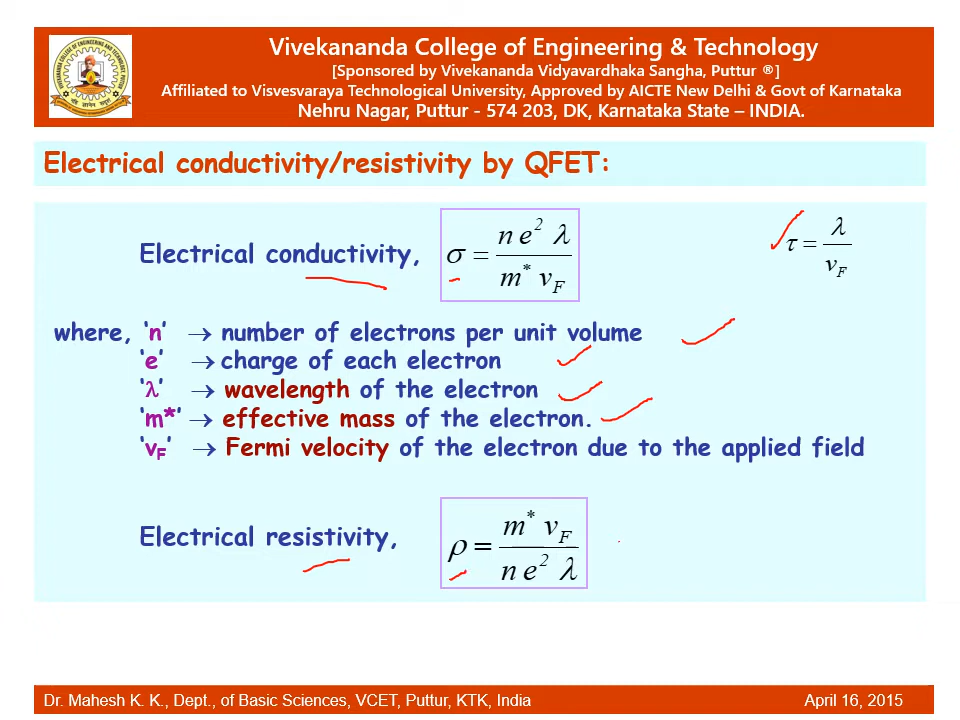 Vivekananda College of Engineering & Technology
[Sponsored by Vivekananda Vidyavardhaka Sangha, Puttur ®]
Affiliated to Visvesvaraya Technological University, Approved by AICTE New Delhi & Govt of Karnataka
Nehru Nagar, Puttur - 574 203, DK, Karnataka State – INDIA.
Electrical conductivity/resistivity by QFET:
Electrical conductivity, σ = n e² λ / m* v_F
τ = λ / v_F
where, ‘n’ → number of electrons per unit volume
‘e’ → charge of each electron
‘λ’ → wavelength of the electron
‘m*’ → effective mass of the electron.
‘v_F’ → Fermi velocity of the electron due to the applied field
Electrical resistivity, ρ = m* v_F / n e² λ
Dr. Mahesh K. K., Dept., of Basic Sciences, VCET, Puttur, KTK, India
April 16, 2015